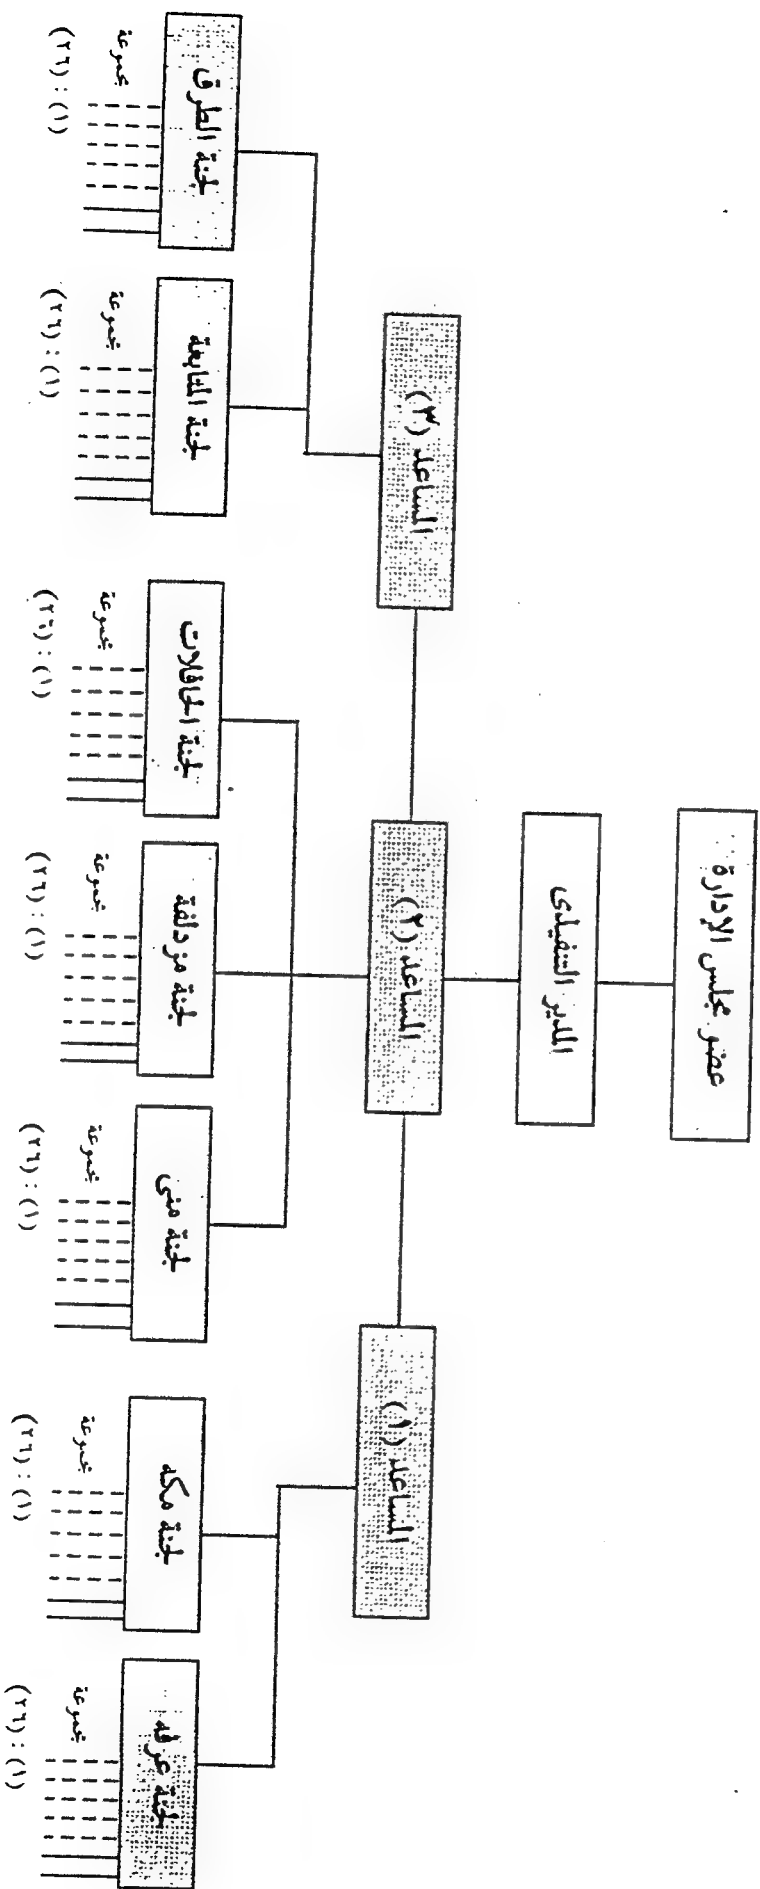 عضو مجلس الإدارة
المدير التنفيذى
المساعد (١)
المساعد (٢)
المساعد (٣)
لجنة عرفه
لجنة مكه
لجنة منى
لجنة مزدلفة
لجنة الحافلات
لجنة المتابعة
لجنة الطرق
مجموعة
(١) : (٢٦)
مجموعة
(١) : (٢٦)
مجموعة
(١) : (٢٦)
مجموعة
(١) : (٢٦)
مجموعة
(١) : (٢٦)
مجموعة
(١) : (٢٦)
مجموعة
(١) : (٢٦)